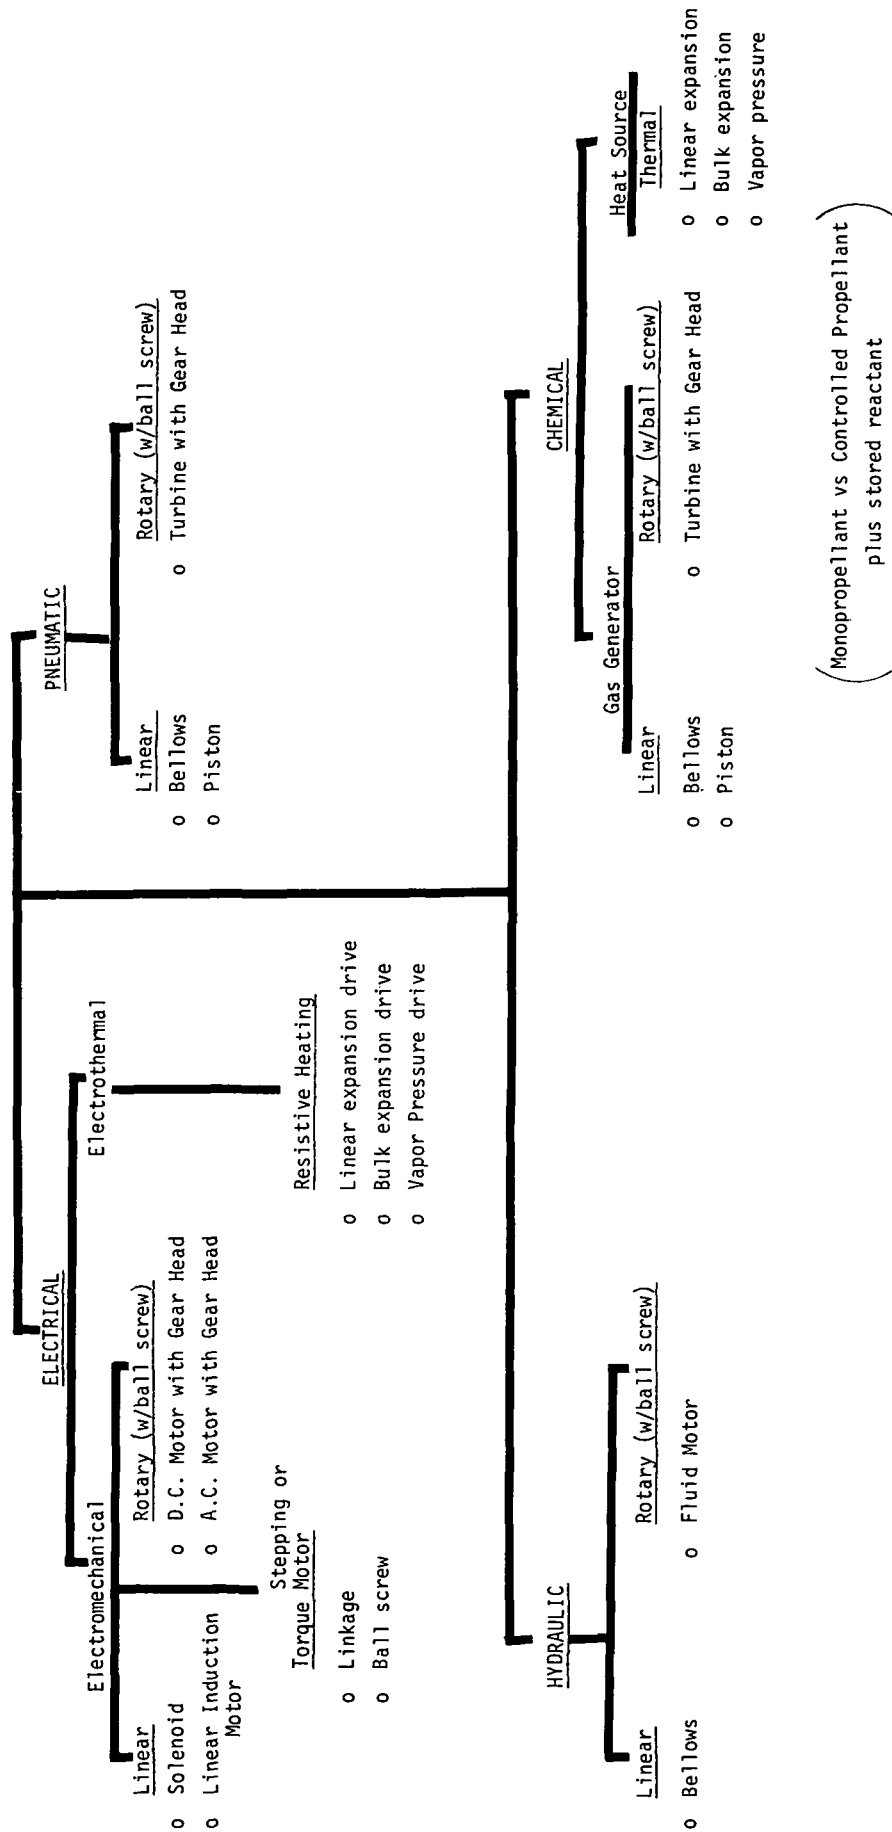 ELECTRICAL
Electromechanical
Linear
o Solenoid
o Linear Induction
Motor
Rotary (w/ball screw)
o D.C. Motor with Gear Head
o A.C. Motor with Gear Head
Stepping or
Torque Motor
o Linkage
o Ball screw
Electrothermal
Resistive Heating
o Linear expansion drive
o Bulk expansion drive
o Vapor Pressure drive
PNEUMATIC
Linear
o Bellows
o Piston
Rotary (w/ball screw)
o Turbine with Gear Head
HYDRAULIC
Linear
o Bellows
Rotary (w/ball screw)
o Fluid Motor
CHEMICAL
Gas Generator
Linear
o Bellows
o Piston
Rotary (w/ball screw)
o Turbine with Gear Head
Heat Source
Thermal
o Linear expansion
o Bulk expansion
o Vapor pressure
(Monopropellant vs Controlled Propellant
plus stored reactant)